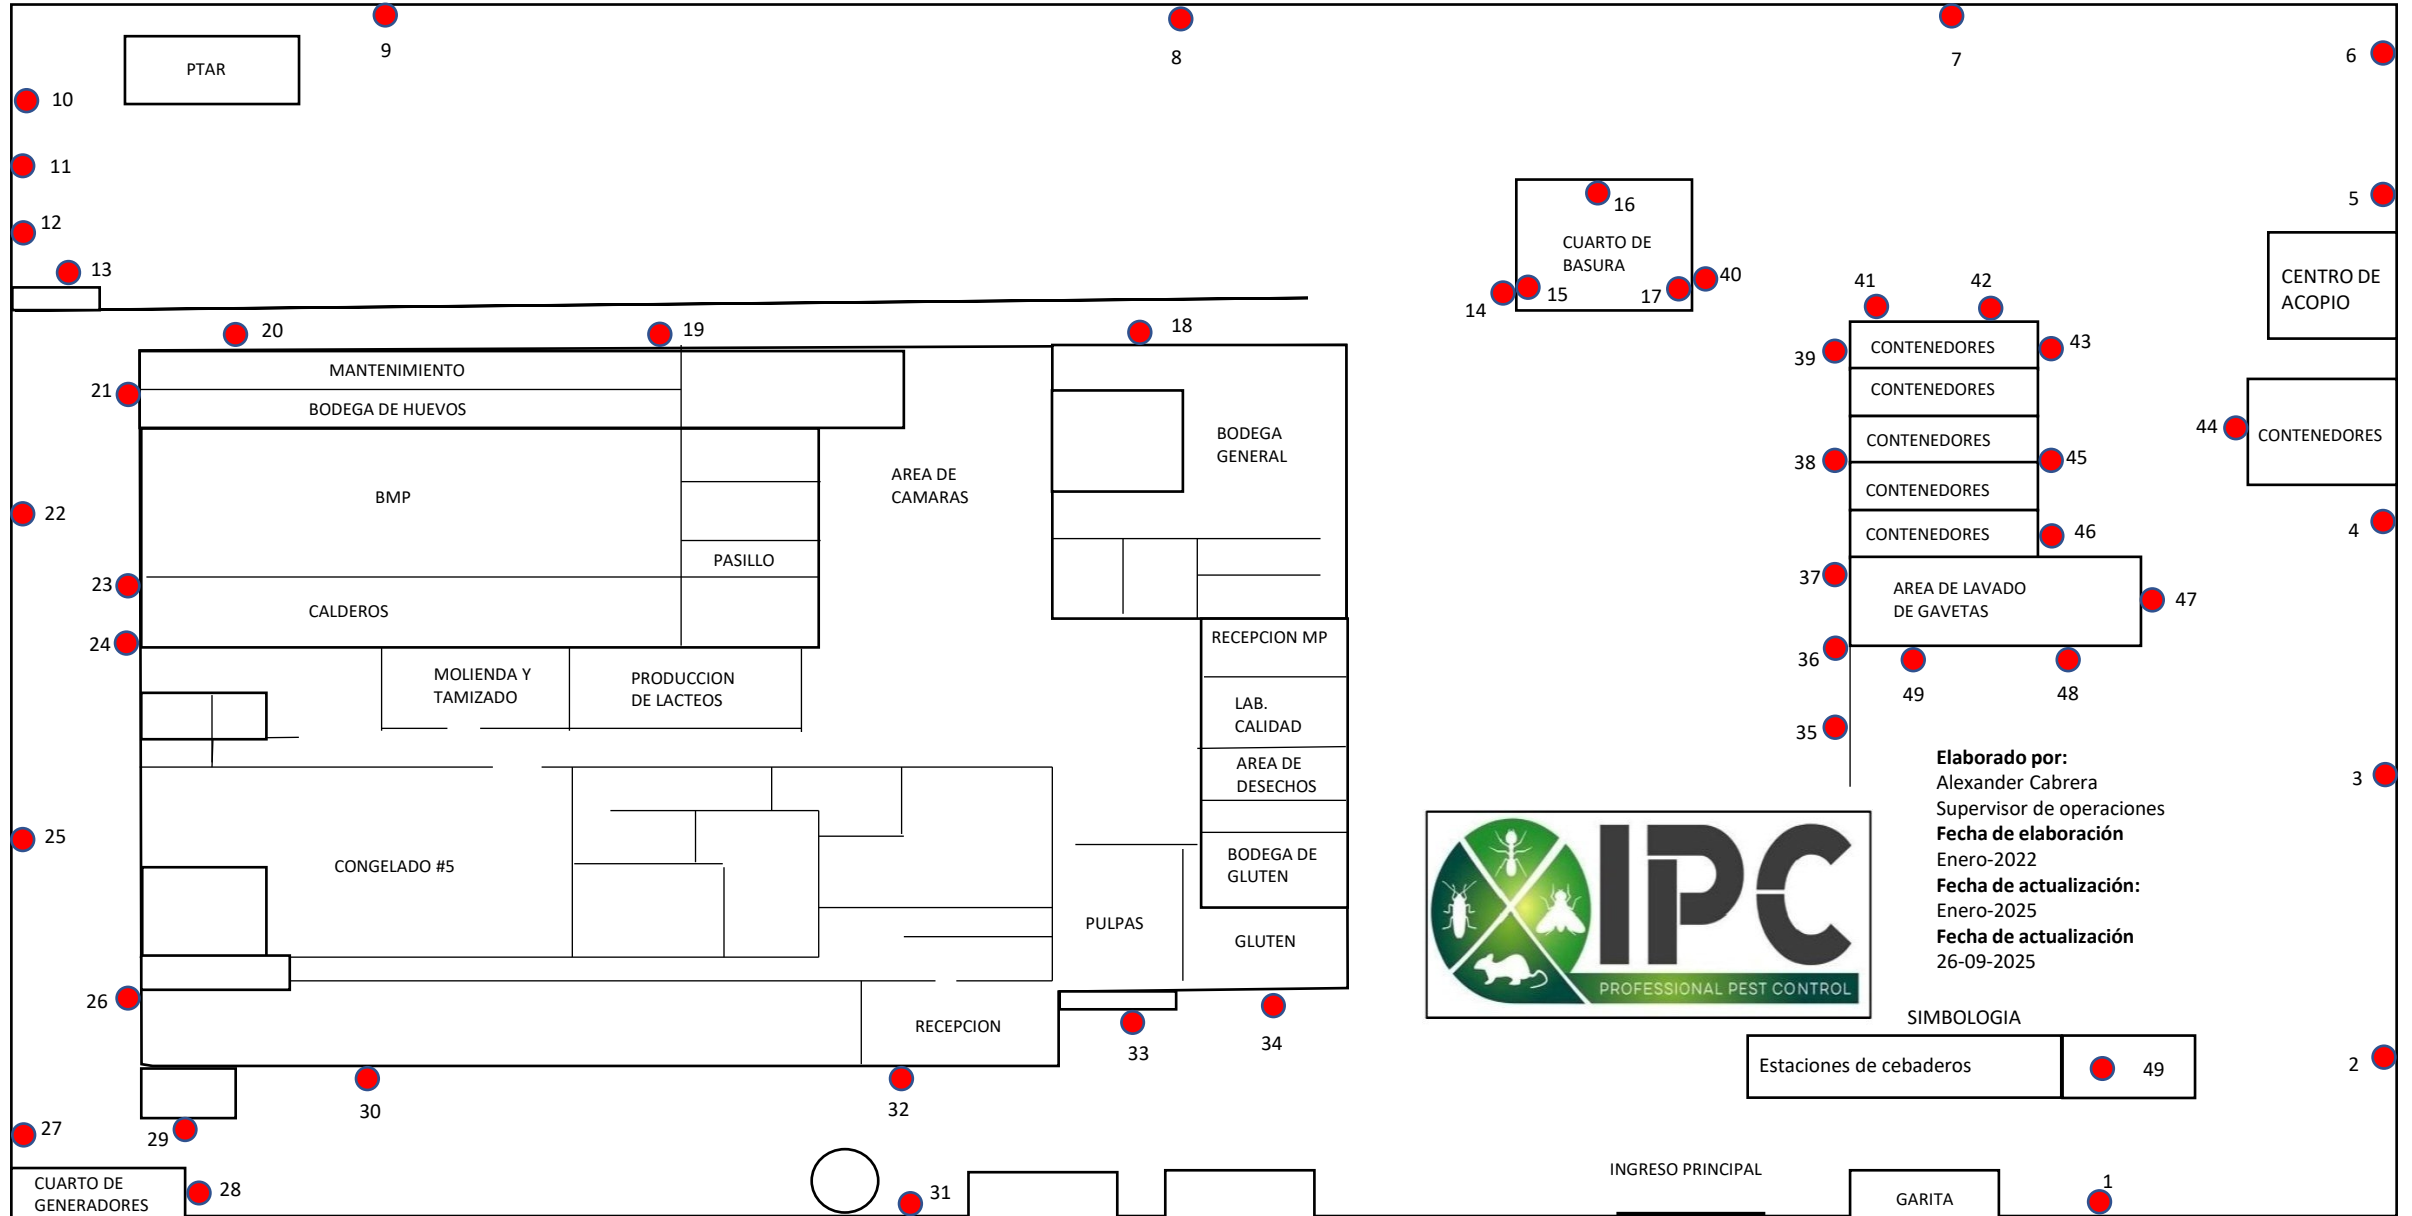 9
8
7
6
PTAR
10
11
12
13
5
16
CUARTO DE
BASURA
14
15
17
40
CENTRO DE
ACOPIO
41
42
20
19
18
39
CONTENEDORES
43
MANTENIMIENTO
21
BODEGA DE HUEVOS
CONTENEDORES
BODEGA
GENERAL
CONTENEDORES
44
CONTENEDORES
38
45
AREA DE
CAMARAS
BMP
CONTENEDORES
22
4
CONTENEDORES
46
PASILLO
23
37
AREA DE LAVADO
DE GAVETAS
47
CALDEROS
24
RECEPCION MP
36
49
48
MOLIENDA Y
TAMIZADO
PRODUCCION
DE LACTEOS
LAB.
CALIDAD
35
AREA DE
DESECHOS
3
25
CONGELADO #5
BODEGA DE
GLUTEN
PULPAS
GLUTEN
Elaborado por:
Alexander Cabrera
Supervisor de operaciones
Fecha de elaboración
Enero-2022
Fecha de actualización:
Enero-2025
Fecha de actualización
26-09-2025
IPC
PROFESSIONAL PEST CONTROL
26
RECEPCION
33
34
SIMBOLOGIA
Estaciones de cebaderos
49
2
30
32
27
29
CUARTO DE
GENERADORES
28
31
INGRESO PRINCIPAL
GARITA
1